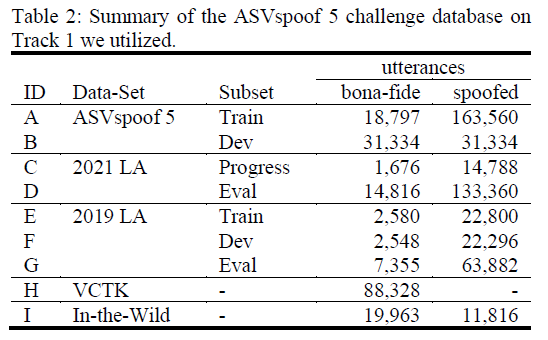 Table 2: Summary of the ASVspoof 5 challenge database on
Track 1 we utilized.
utterances
ID Data-Set Subset bona-fide spoofed
A ASVspoof 5 Train 18,797 163,560
B Dev 31,334 31,334
C 2021 LA Progress 1,676 14,788
D Eval 14,816 133,360
E 2019 LA Train 2,580 22,800
F Dev 2,548 22,296
G Eval 7,355 63,882
H VCTK - 88,328 -
I In-the-Wild - 19,963 11,816